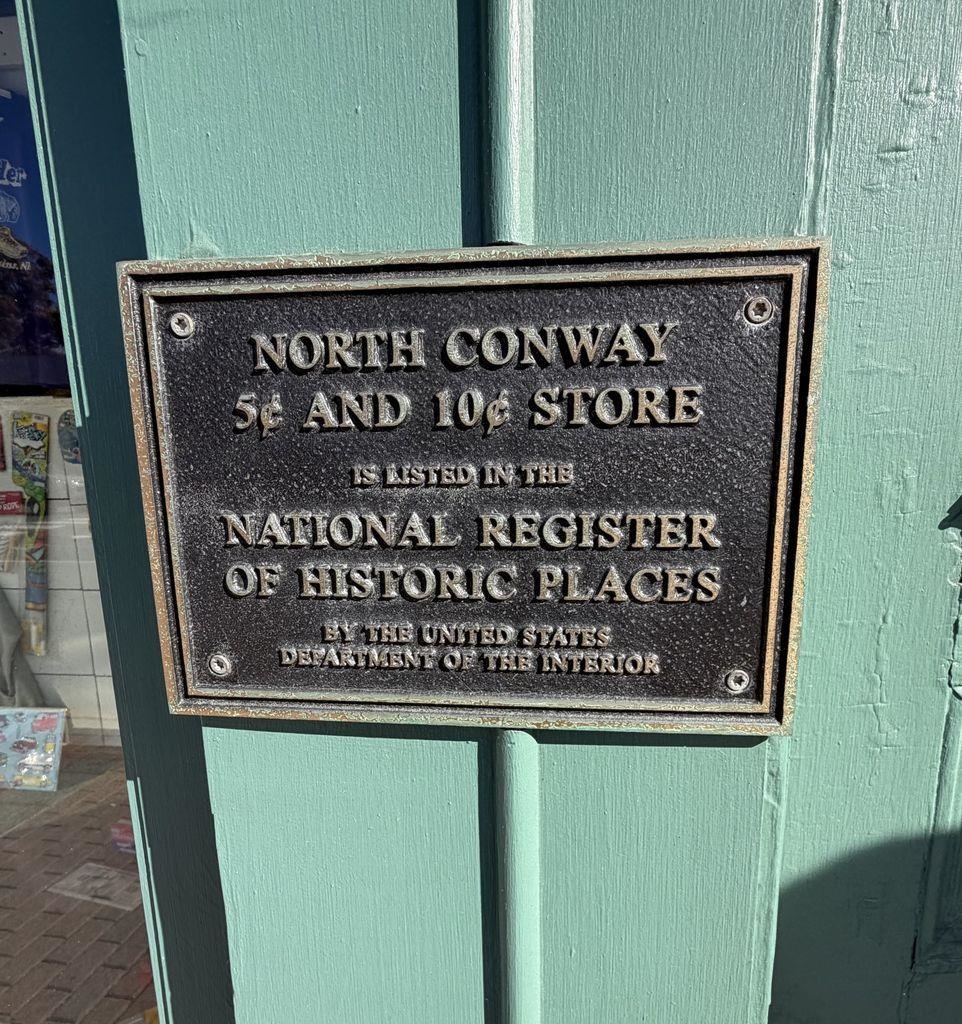 NORTH CONWAY
5¢ AND 10¢ STORE
IS LISTED IN THE
NATIONAL REGISTER
OF HISTORIC PLACES
BY THE UNITED STATES
DEPARTMENT OF THE INTERIOR
ROPE